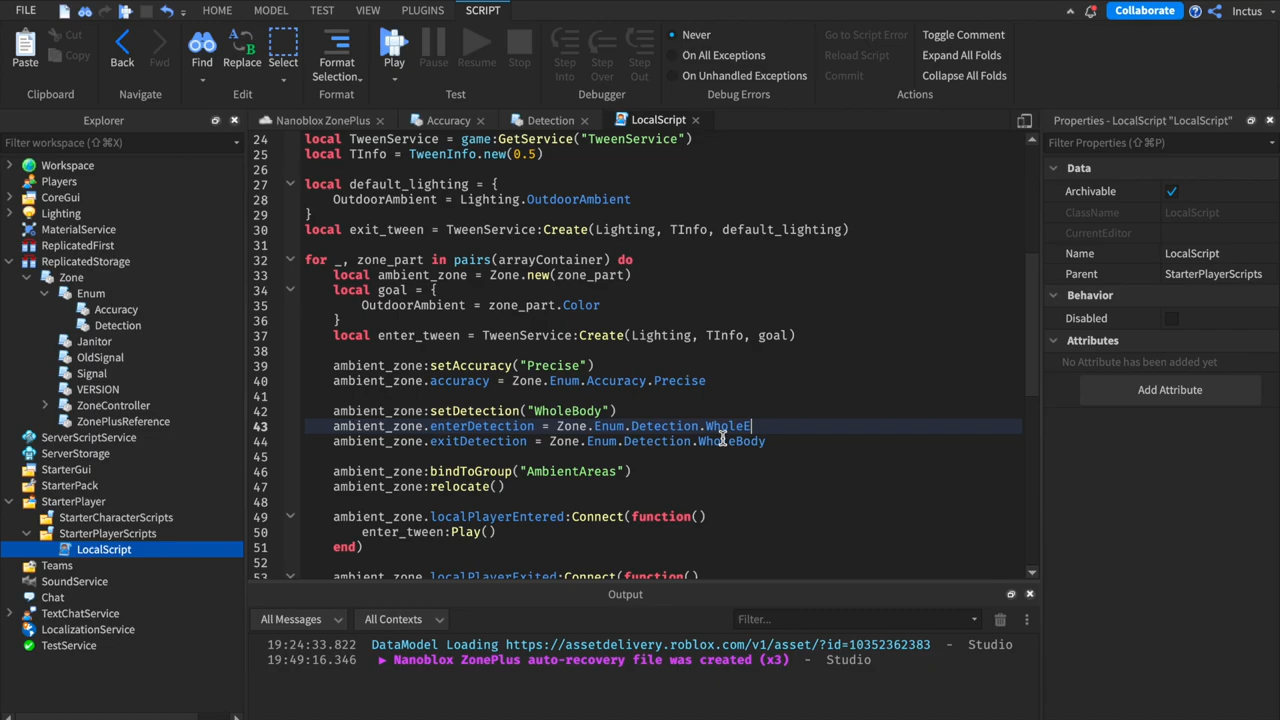 FILE HOME MODEL TEST VIEW PLUGINS SCRIPT Collaborate Inctus
Paste Cut Copy Back Fwd Find Replace Select Format Selection Play Pause Resume Stop Step Into Step Over Step Out Never On All Exceptions On Unhandled Exceptions Go to Script Error Reload Script Commit Toggle Comment Expand All Folds Collapse All Folds
Clipboard Navigate Edit Format Test Debugger Debug Errors Actions
Explorer
Filter workspace (⇧⌘X)
Workspace
Players
CoreGui
Lighting
MaterialService
ReplicatedFirst
ReplicatedStorage
Zone
Enum
Accuracy
Detection
Janitor
OldSignal
Signal
VERSION
ZoneController
ZonePlusReference
ServerScriptService
ServerStorage
StarterGui
StarterPack
StarterPlayer
StarterCharacterScripts
StarterPlayerScripts
LocalScript
Teams
SoundService
Chat
TextChatService
LocalizationService
TestService
Nanoblox ZonePlus Accuracy Detection LocalScript
24 local TweenService = game:GetService("TweenService")
25 local TInfo = TweenInfo.new(0.5)
26
27 local default_lighting = {
28 OutdoorAmbient = Lighting.OutdoorAmbient
29 }
30 local exit_tween = TweenService:Create(Lighting, TInfo, default_lighting)
31
32 for _, zone_part in pairs(arrayContainer) do
33 local ambient_zone = Zone.new(zone_part)
34 local goal = {
35 OutdoorAmbient = zone_part.Color
36 }
37 local enter_tween = TweenService:Create(Lighting, TInfo, goal)
38
39 ambient_zone:setAccuracy("Precise")
40 ambient_zone.accuracy = Zone.Enum.Accuracy.Precise
41
42 ambient_zone:setDetection("WholeBody")
43 ambient_zone.enterDetection = Zone.Enum.Detection.WholeE
44 ambient_zone.exitDetection = Zone.Enum.Detection.WholeBody
45
46 ambient_zone:bindToGroup("AmbientAreas")
47 ambient_zone:relocate()
48
49 ambient_zone.localPlayerEntered:Connect(function()
50 enter_tween:Play()
51 end)
52
53 ambient_zone.localPlayerExited:Connect(function()
Output
All Messages All Contexts Filter...
19:24:33.822 DataModel Loading https://assetdelivery.roblox.com/v1/asset/?id=10352362383 - Studio
19:49:16.346 Nanoblox ZonePlus auto-recovery file was created (x3) - Studio
Properties - LocalScript "LocalScript"
Filter Properties (⇧⌘P)
Data
Archivable
ClassName LocalScript
CurrentEditor
Name LocalScript
Parent StarterPlayerScripts
Behavior
Disabled
Attributes
No Attribute has been added yet
Add Attribute